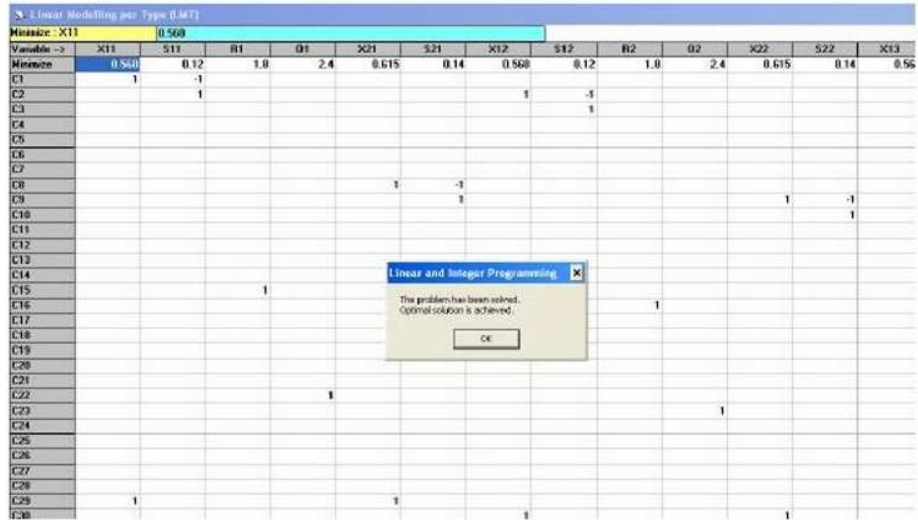 Linear Modelling per Type (LMT)
Minimize : X11 0.568
Variable --> X11 S11 R1 O1 X21 S21 X12 S12 R2 O2 X22 S22 X13
Minimize 0.568 0.12 1.8 2.4 0.615 0.14 0.568 0.12 1.8 2.4 0.615 0.14 0.56
C1 1 -1
C2 1 1 -1
C3 1
C4
C5
C6
C7
C8 1 -1
C9 1 1 -1
C10 1
C11
C12
C13
C14
C15 1
C16 1
C17
C18
C19
C20
C21
C22 1
C23 1
C24
C25
C26
C27
C28
C29 1 1
C30 1 1
Linear and Integer Programming
The problem has been solved.
Optimal solution is achieved.
OK